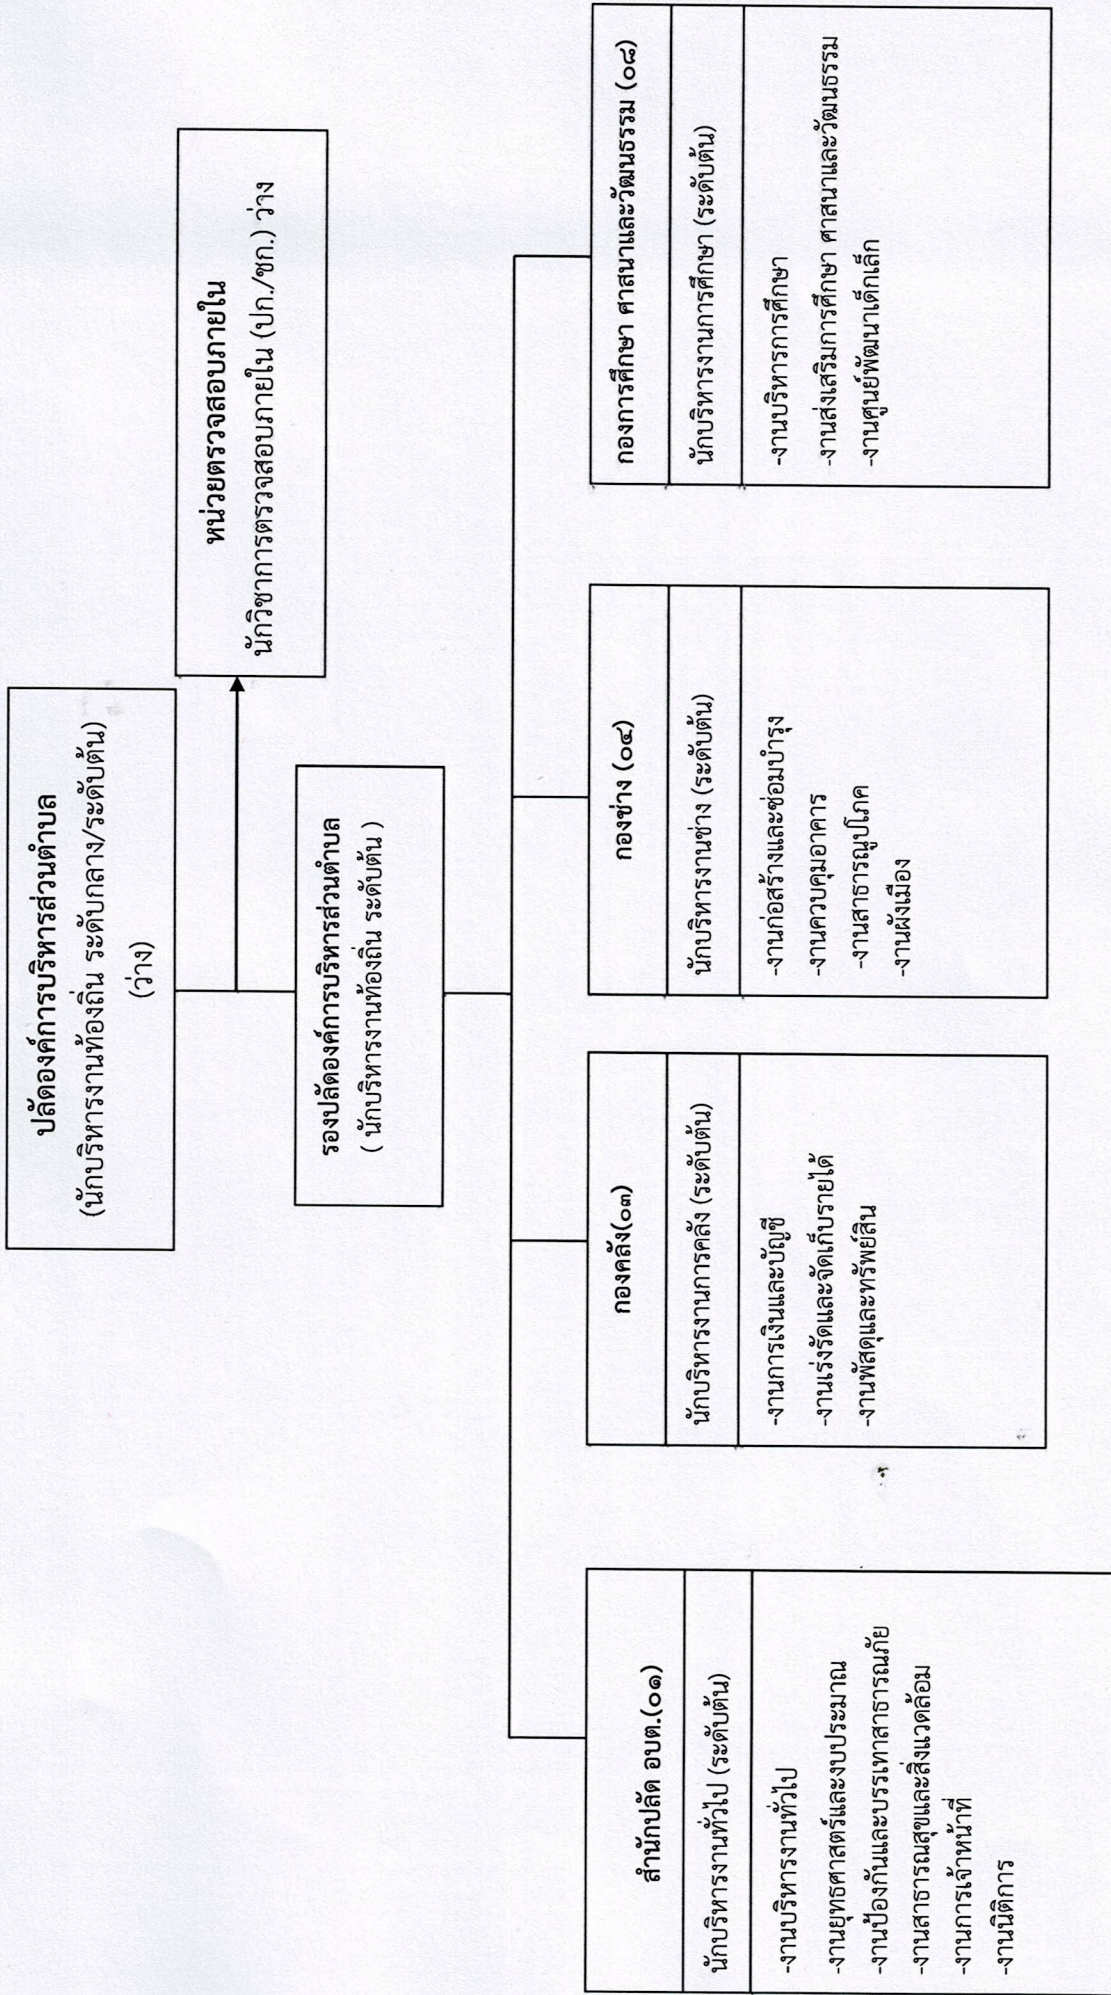 ปลัดองค์การบริหารส่วนตำบล
(นักบริหารงานท้องถิ่น ระดับกลาง/ระดับต้น)
(ว่าง)
หน่วยตรวจสอบภายใน
นักวิชาการตรวจสอบภายใน (ปก./ชก.) ว่าง
รองปลัดองค์การบริหารส่วนตำบล
( นักบริหารงานท้องถิ่น ระดับต้น )
สำนักปลัด อบต.(๐๑)
นักบริหารงานทั่วไป (ระดับต้น)
-งานบริหารงานทั่วไป
-งานยุทธศาสตร์และงบประมาณ
-งานป้องกันและบรรเทาสาธารณภัย
-งานสาธารณสุขและสิ่งแวดล้อม
-งานการเจ้าหน้าที่
-งานนิติการ
กองคลัง(๐๓)
นักบริหารงานการคลัง (ระดับต้น)
-งานการเงินและบัญชี
-งานเร่งรัดและจัดเก็บรายได้
-งานพัสดุและทรัพย์สิน
กองช่าง (๐๔)
นักบริหารงานช่าง (ระดับต้น)
-งานก่อสร้างและซ่อมบำรุง
-งานควบคุมอาคาร
-งานสาธารณูปโภค
-งานผังเมือง
กองการศึกษา ศาสนาและวัฒนธรรม (๐๘)
นักบริหารงานการศึกษา (ระดับต้น)
-งานบริหารการศึกษา
-งานส่งเสริมการศึกษา ศาสนาและวัฒนธรรม
-งานศูนย์พัฒนาเด็กเล็ก